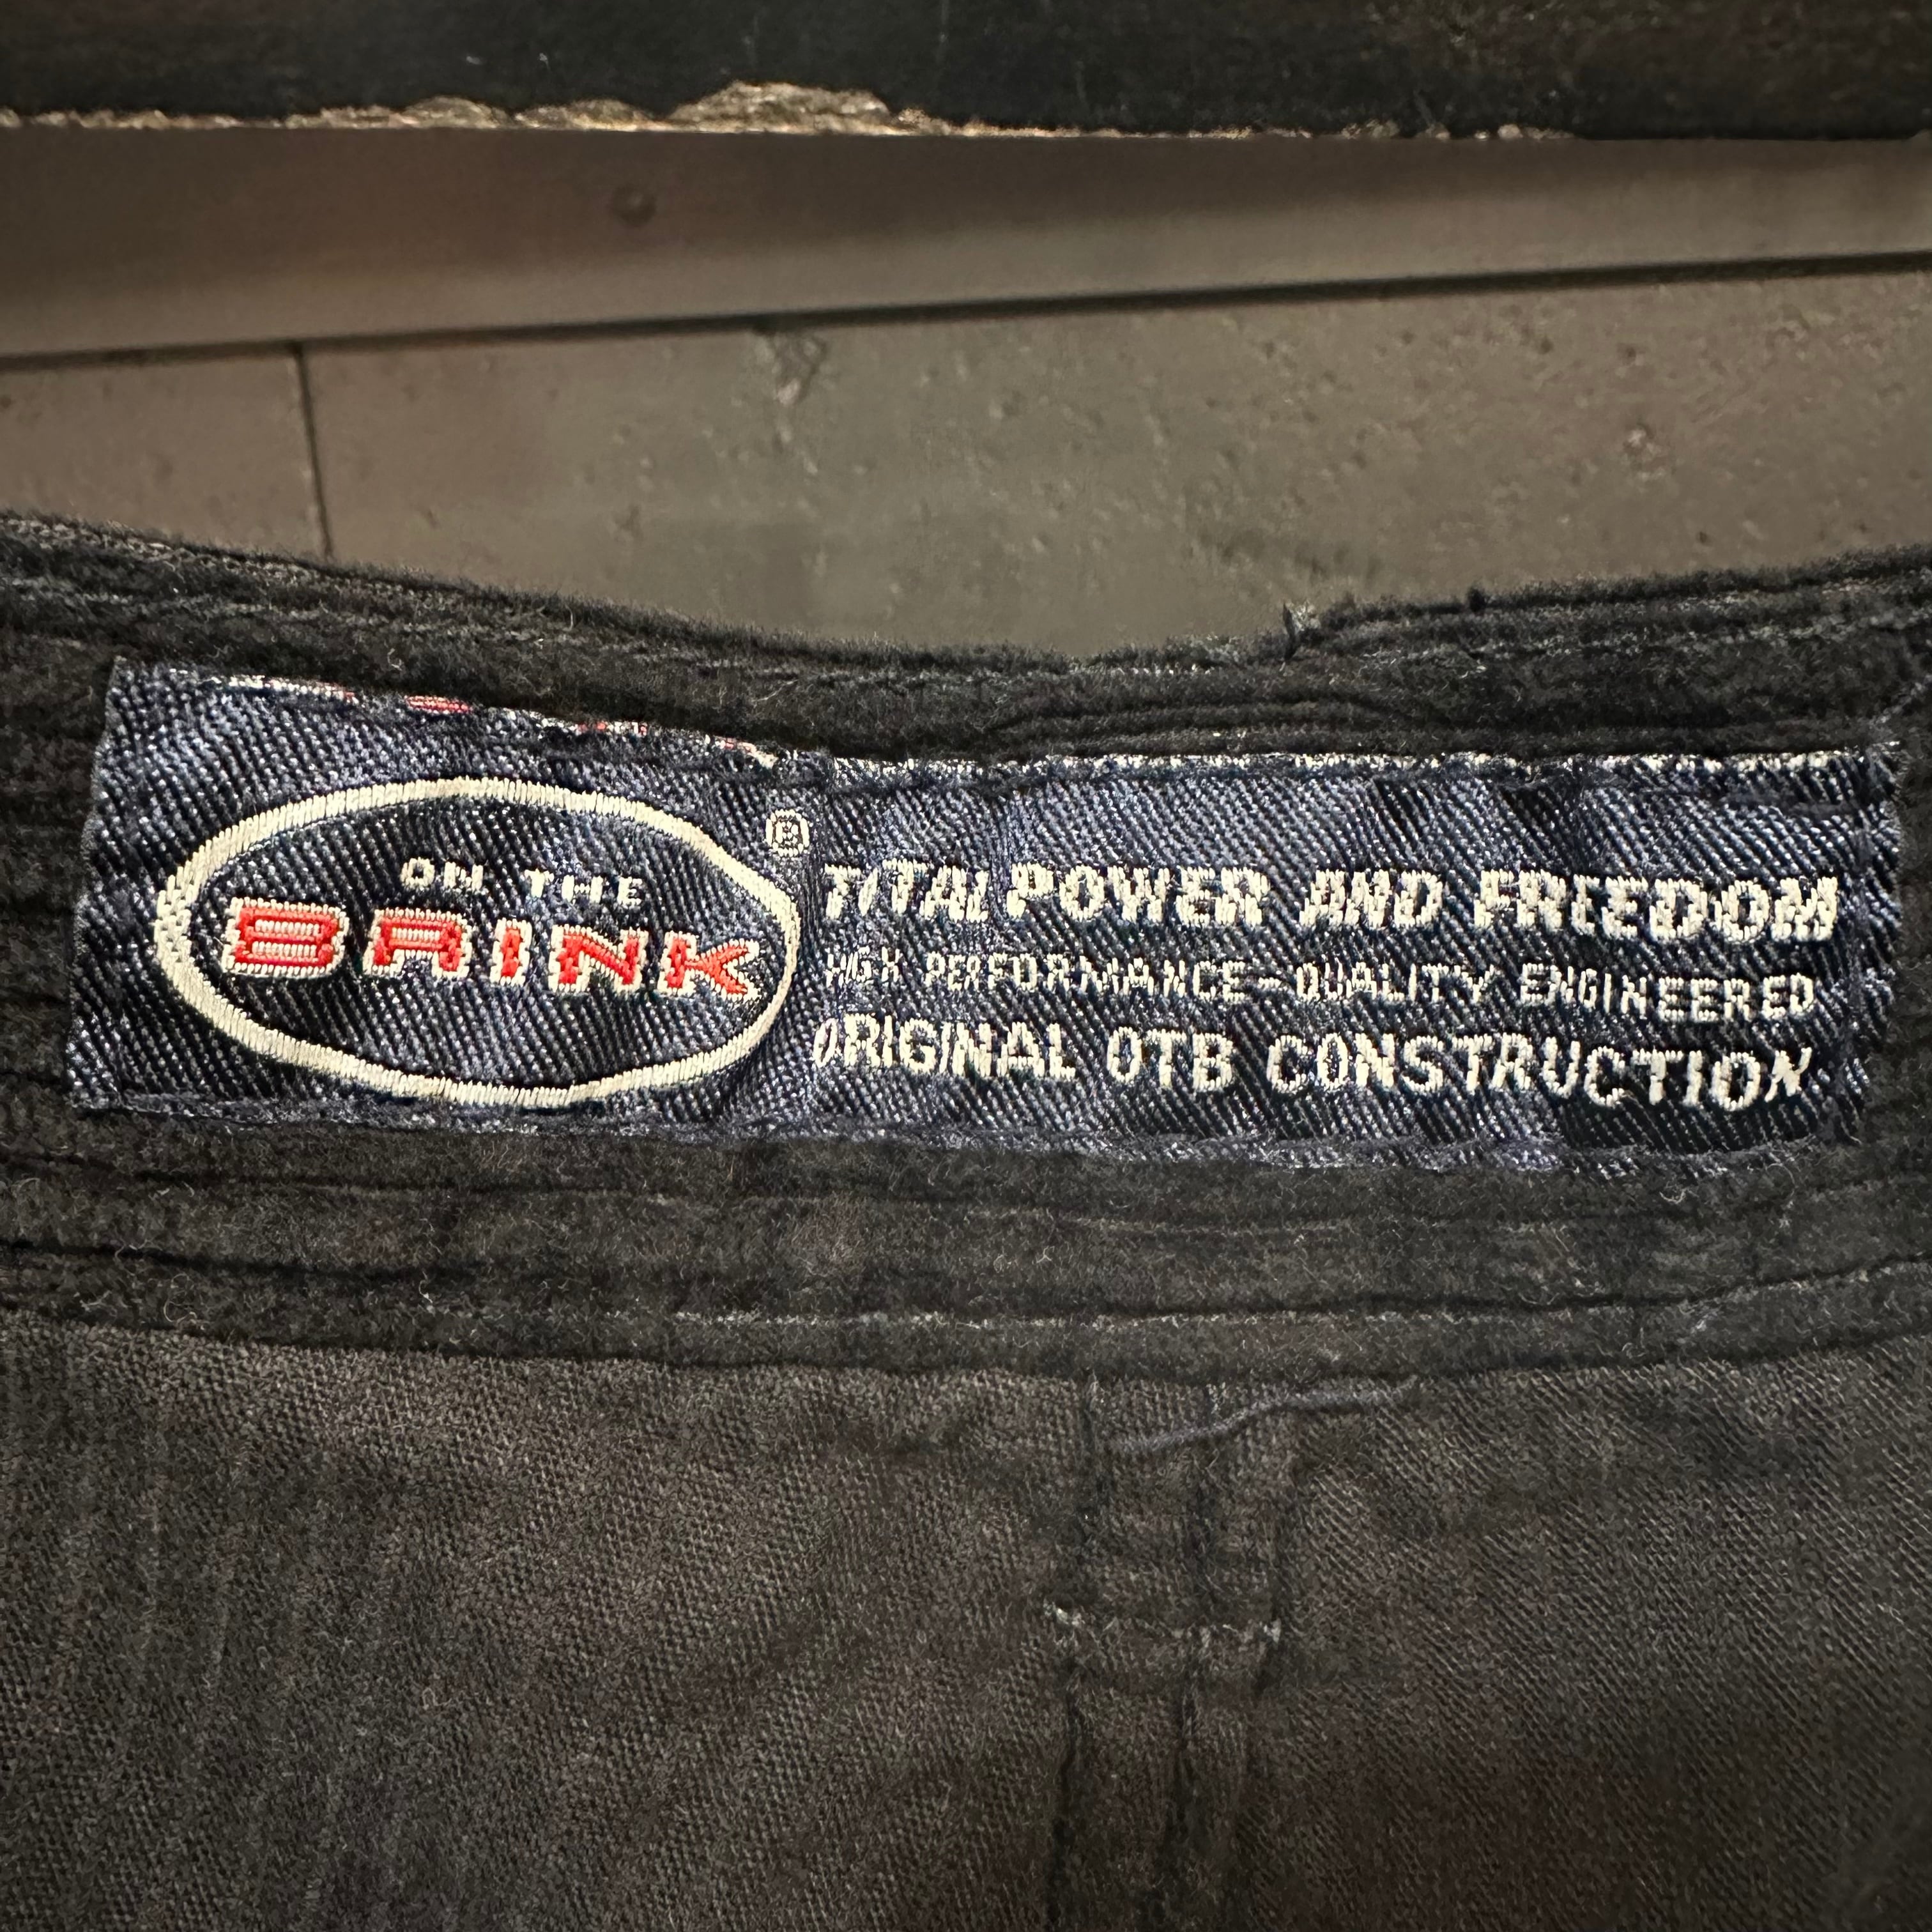 ON THE
BRINK
®
TOTAL POWER AND FREEDOM
HIGH PERFORMANCE-QUALITY ENGINEERED
ORIGINAL OTB CONSTRUCTION